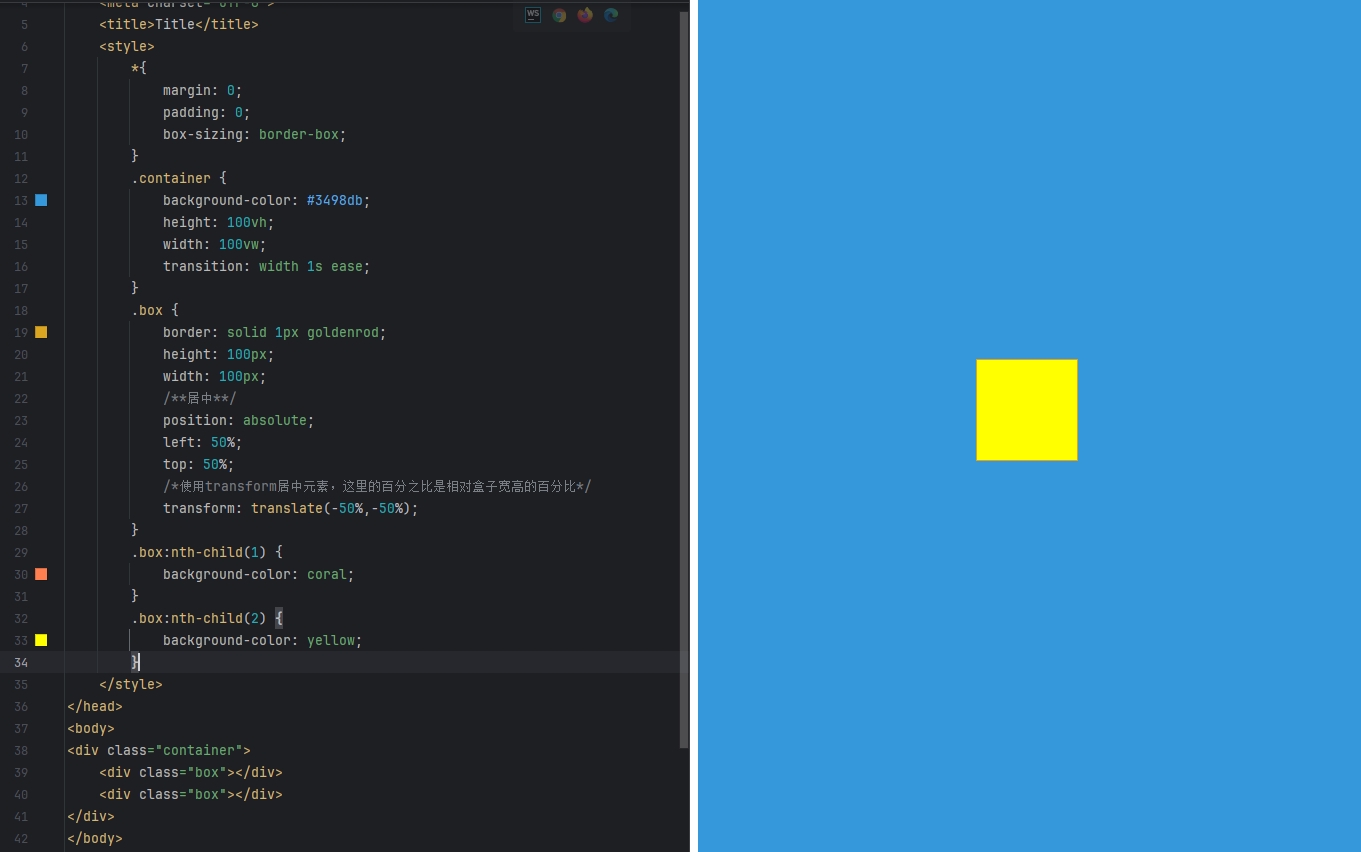 4 <meta charset="UTF-8">
WS
5 <title>Title</title>
6 <style>
7 *{
8 margin: 0;
9 padding: 0;
10 box-sizing: border-box;
11 }
12 .container {
13 background-color: #3498db;
14 height: 100vh;
15 width: 100vw;
16 transition: width 1s ease;
17 }
18 .box {
19 border: solid 1px goldenrod;
20 height: 100px;
21 width: 100px;
22 /**居中**/
23 position: absolute;
24 left: 50%;
25 top: 50%;
26 /*使用transform居中元素，这里的百分之比是相对盒子宽高的百分比*/
27 transform: translate(-50%,-50%);
28 }
29 .box:nth-child(1) {
30 background-color: coral;
31 }
32 .box:nth-child(2) {
33 background-color: yellow;
34 }
35 </style>
36 </head>
37 <body>
38 <div class="container">
39 <div class="box"></div>
40 <div class="box"></div>
41 </div>
42 </body>